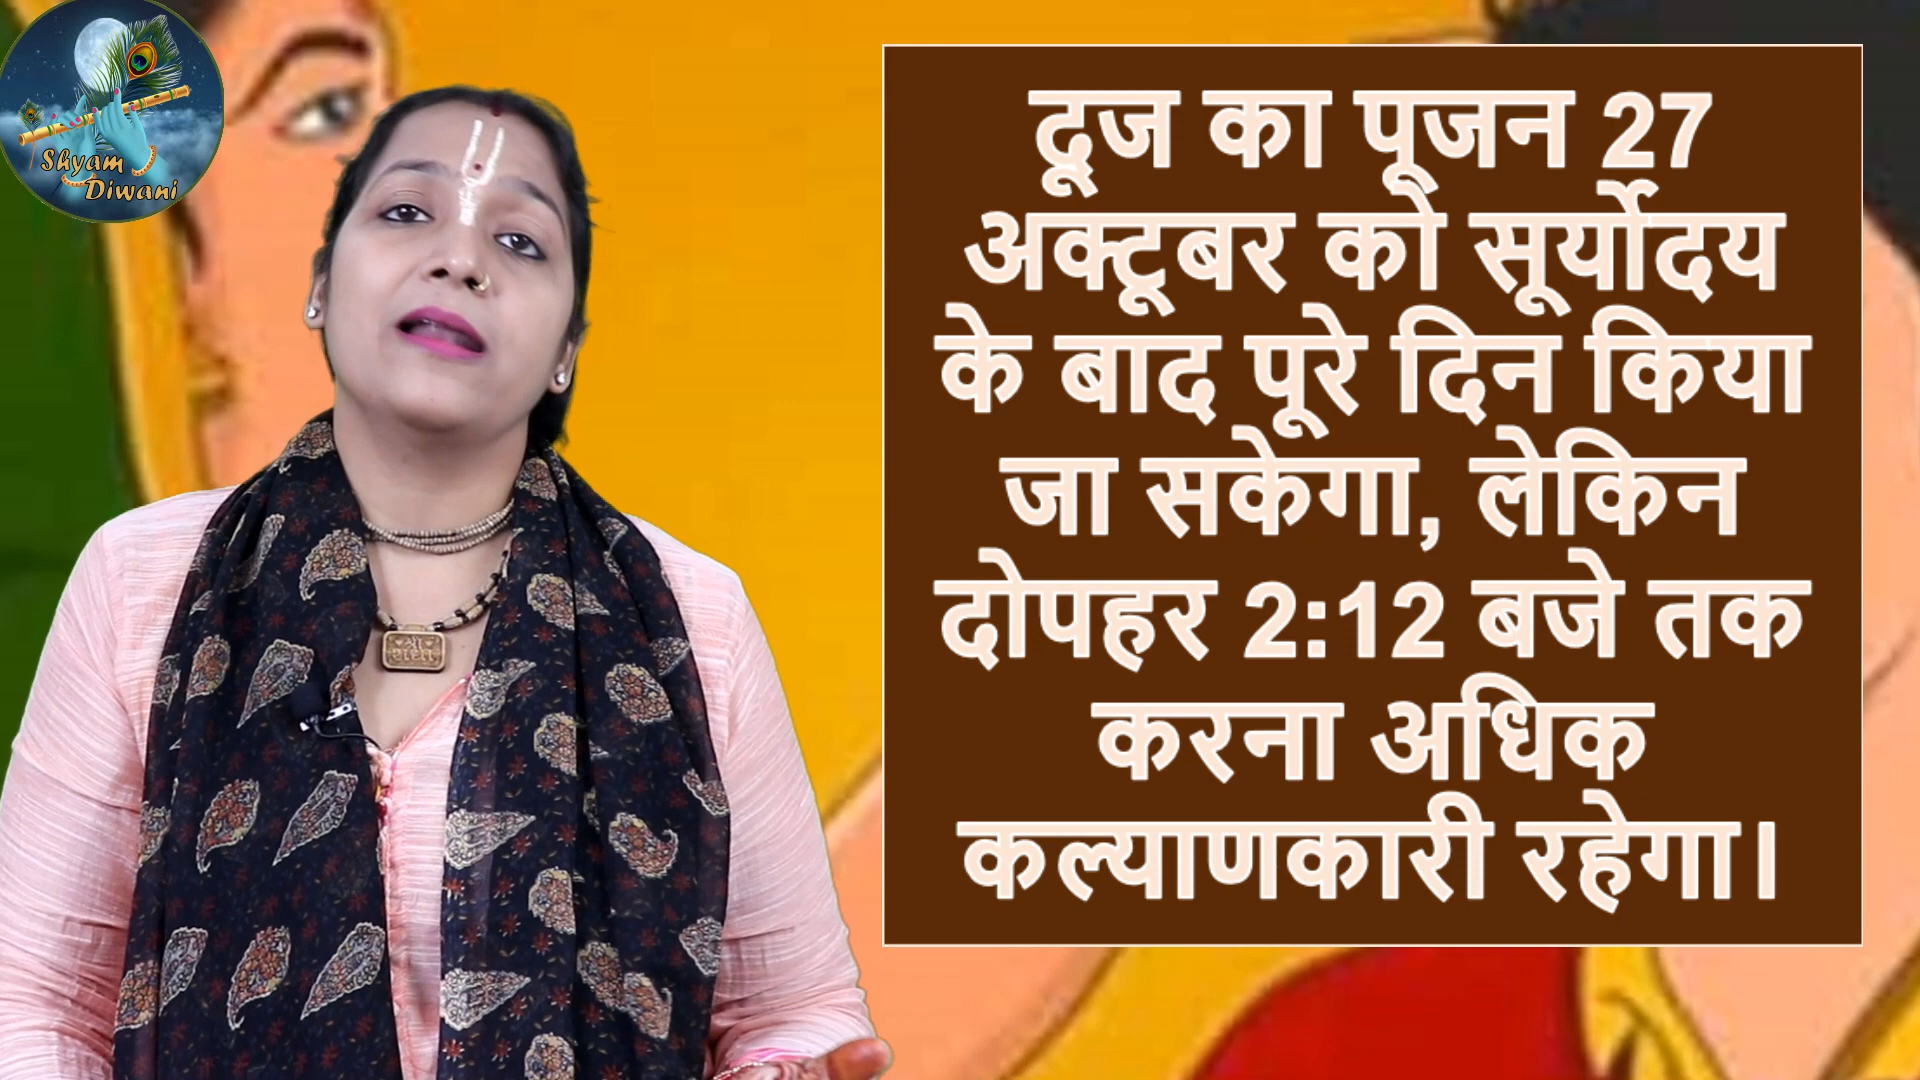 Shyam
Diwani
दूज का पूजन 27
अक्टूबर को सूर्योदय
के बाद पूरे दिन किया
जा सकेगा, लेकिन
दोपहर 2:12 बजे तक
करना अधिक
कल्याणकारी रहेगा।